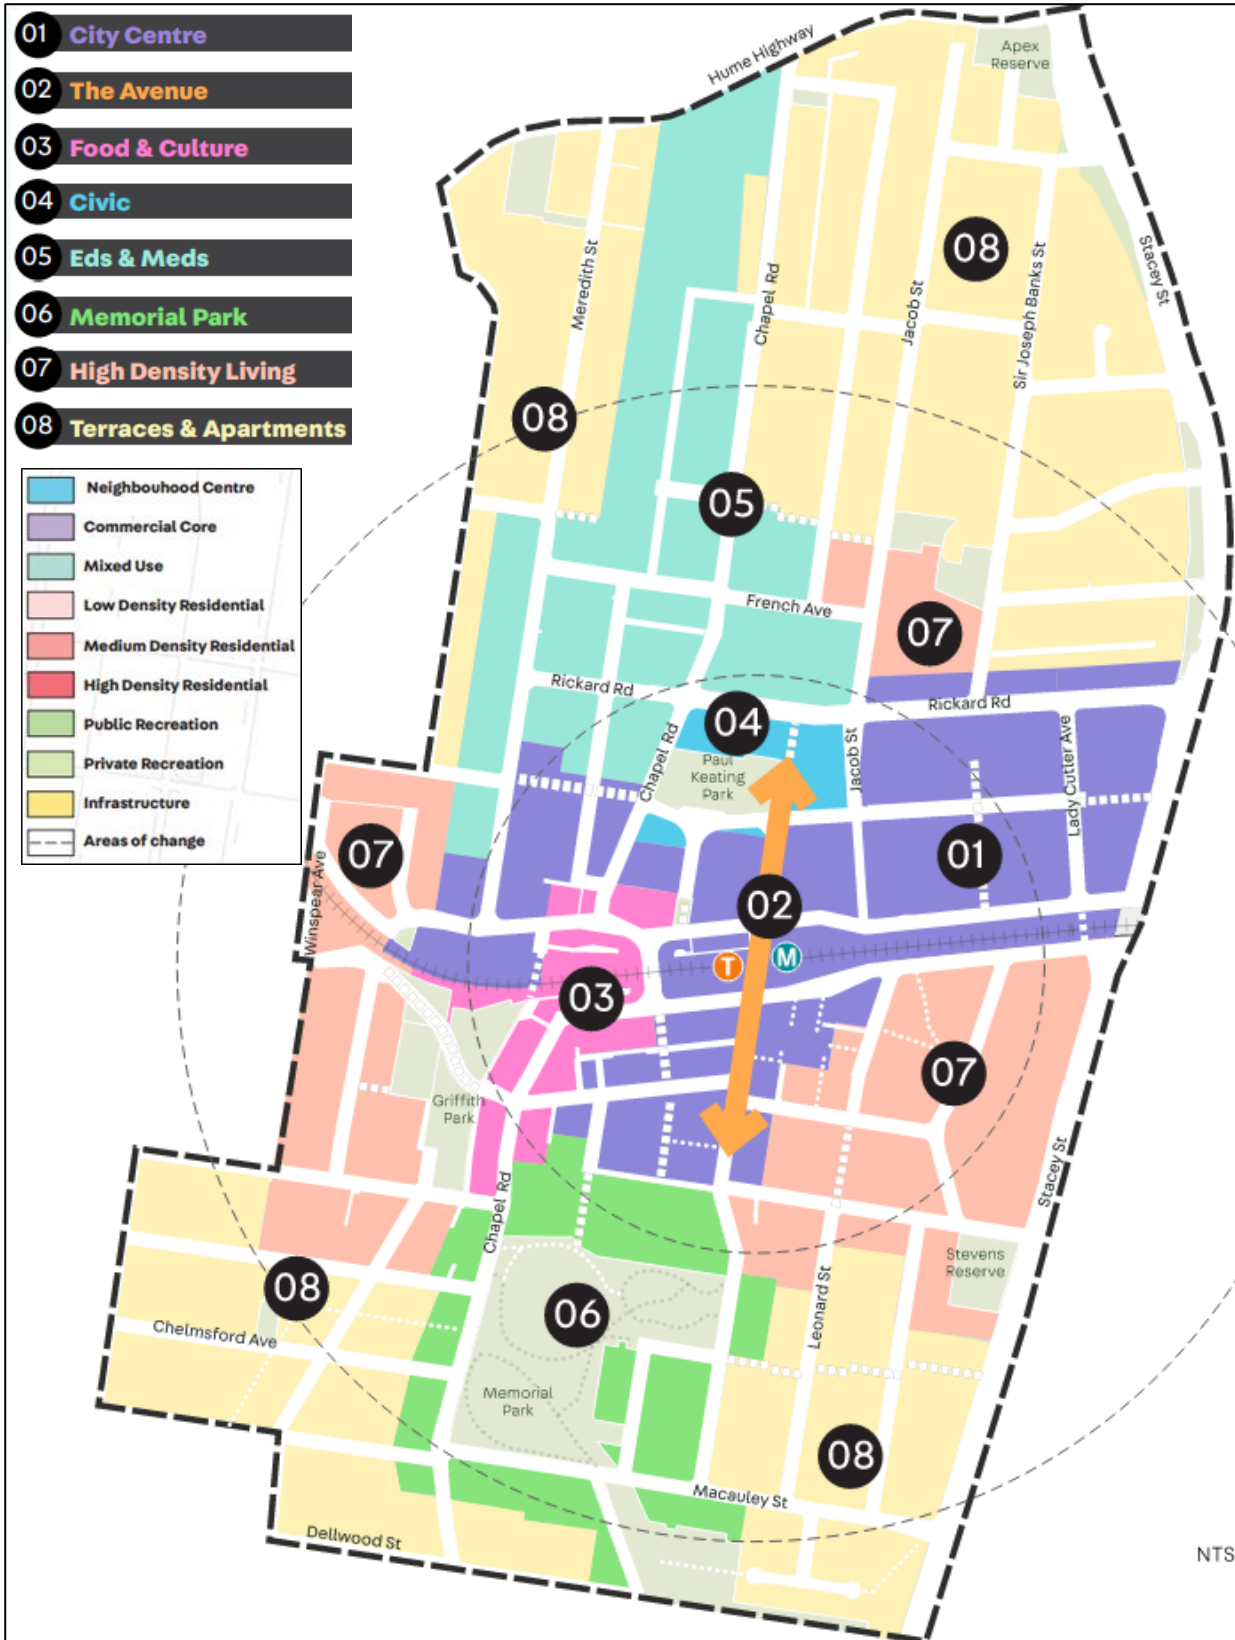 01 City Centre
02 The Avenue
03 Food & Culture
04 Civic
05 Eds & Meds
06 Memorial Park
07 High Density Living
08 Terraces & Apartments
Neighbouhood Centre
Commercial Core
Mixed Use
Low Density Residential
Medium Density Residential
High Density Residential
Public Recreation
Private Recreation
Infrastructure
Areas of change
Hume Highway
Apex
Reserve
08
Meredith St
Chapel Rd
Jacob St
Sir Joseph Banks St
Stacey St
08
05
French Ave
07
Rickard Rd
Rickard Rd
04
Chapel Rd
Paul
Keating
Park
Jacob St
Lady Cutter Ave
07
01
02
Winspear Ave
T
M
03
07
Griffith
Park
Stacey St
Chapel Rd
Stevens
Reserve
08
06
Leonard St
Chelmsford Ave
Memorial
Park
08
Macauley St
Dellwood St
NTS